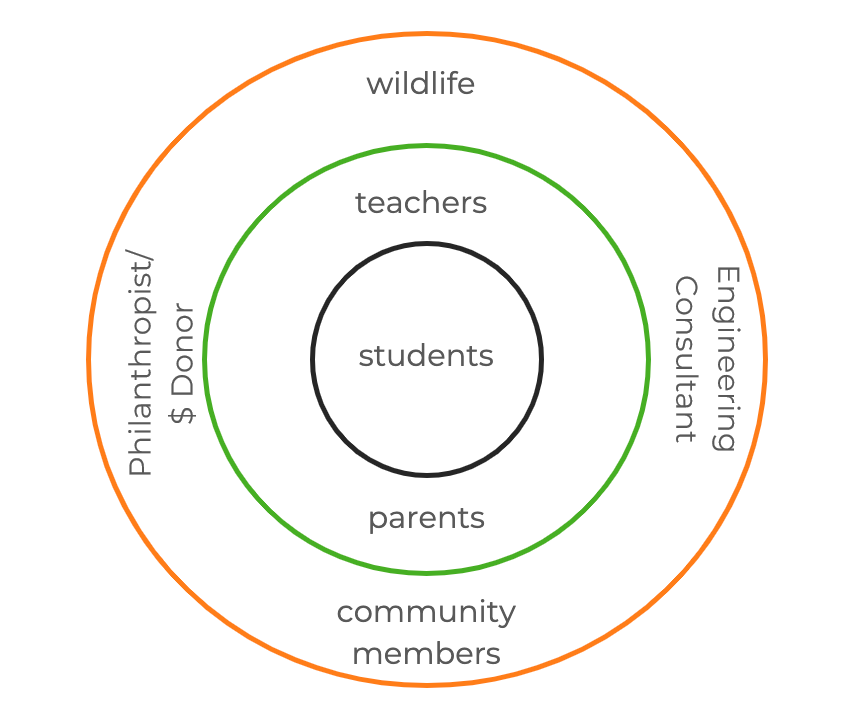 wildlife
teachers
Philanthropist/
$ Donor
students
Engineering
Consultant
parents
community
members